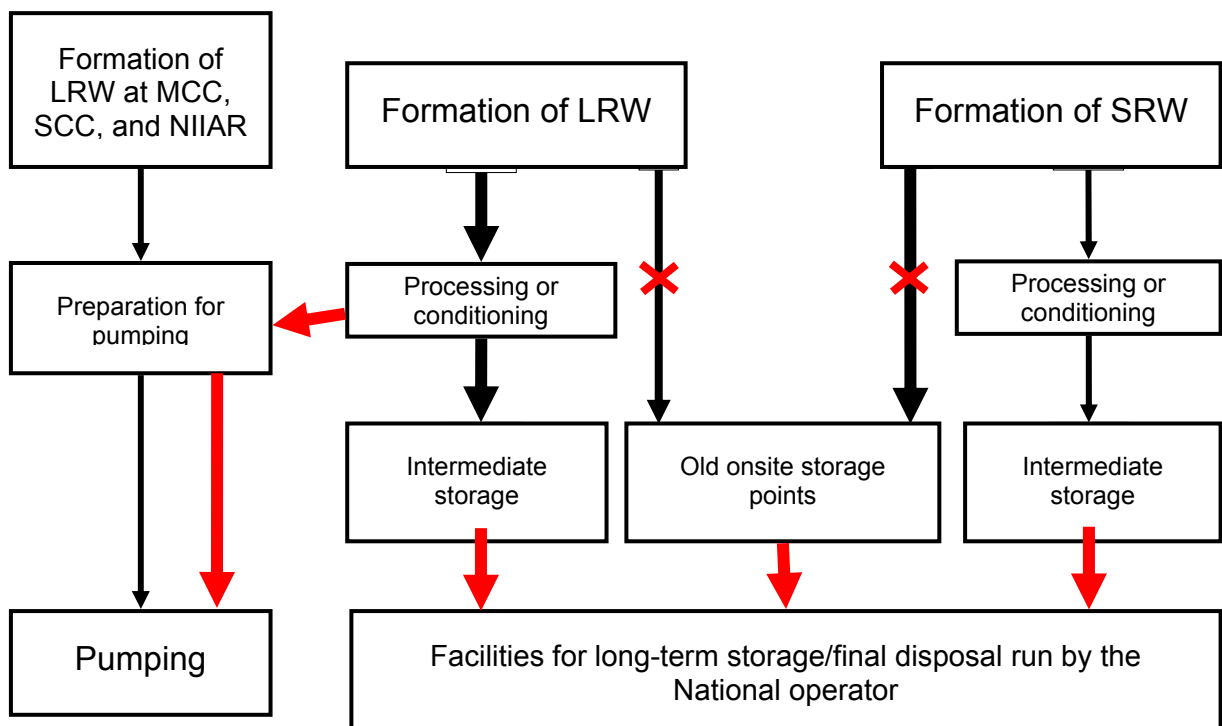 Formation of
LRW at MCC,
SCC, and NIIAR
Formation of LRW
Formation of SRW
Preparation for
pumping
Processing or
conditioning
Processing or
conditioning
Intermediate
storage
Old onsite storage
points
Intermediate
storage
Pumping
Facilities for long-term storage/final disposal run by the
National operator